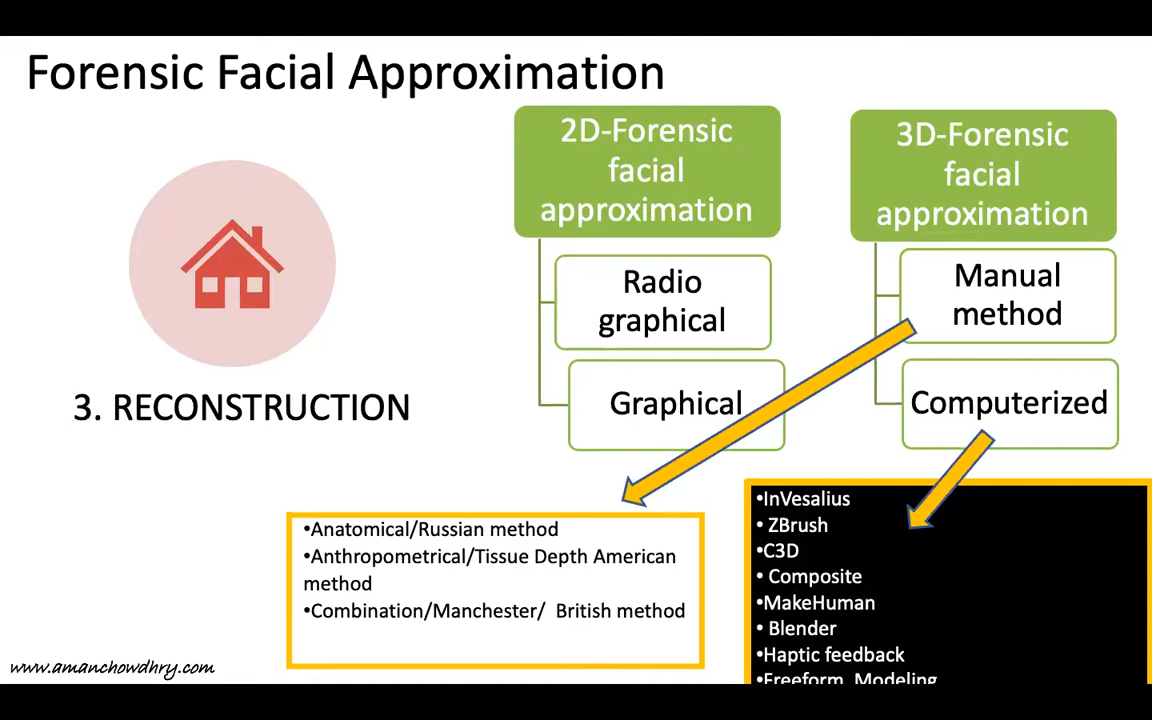 Forensic Facial Approximation
2D-Forensic
facial
approximation
Radio
graphical
Graphical
3D-Forensic
facial
approximation
Manual
method
Computerized
3. RECONSTRUCTION
•Anatomical/Russian method
•Anthropometrical/Tissue Depth American
method
•Combination/Manchester/ British method
•InVesalius
• ZBrush
•C3D
• Composite
•MakeHuman
• Blender
•Haptic feedback
•Freeform Modeling
www.amanchowdhry.com